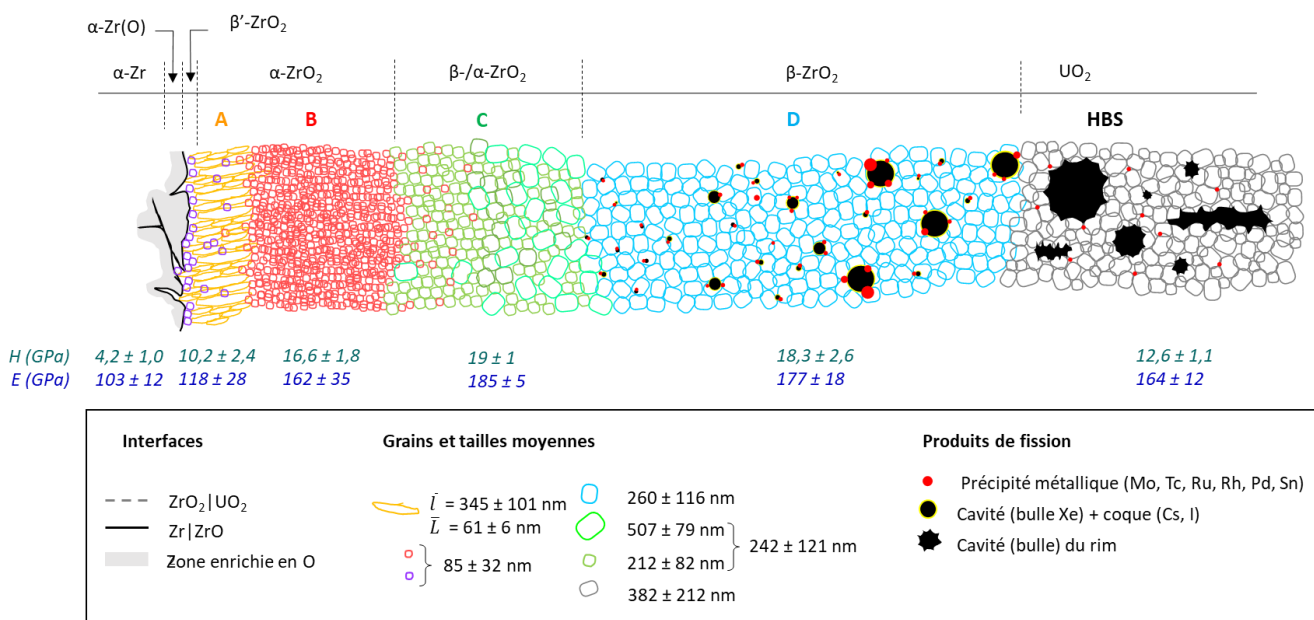 α-Zr(O) β’-ZrO2
α-Zr α-ZrO2 β-/α-ZrO2 β-ZrO2 UO2
A B C D HBS
H (GPa) 4,2 ± 1,0 10,2 ± 2,4 16,6 ± 1,8 19 ± 1 18,3 ± 2,6 12,6 ± 1,1
E (GPa) 103 ± 12 118 ± 28 162 ± 35 185 ± 5 177 ± 18 164 ± 12
Interfaces
ZrO2|UO2
Zr|ZrO
Zone enrichie en O
Grains et tailles moyennes
l̄ = 345 ± 101 nm
L̄ = 61 ± 6 nm
85 ± 32 nm
260 ± 116 nm
507 ± 79 nm
212 ± 82 nm
242 ± 121 nm
382 ± 212 nm
Produits de fission
Précipité métallique (Mo, Tc, Ru, Rh, Pd, Sn)
Cavité (bulle Xe) + coque (Cs, I)
Cavité (bulle) du rim